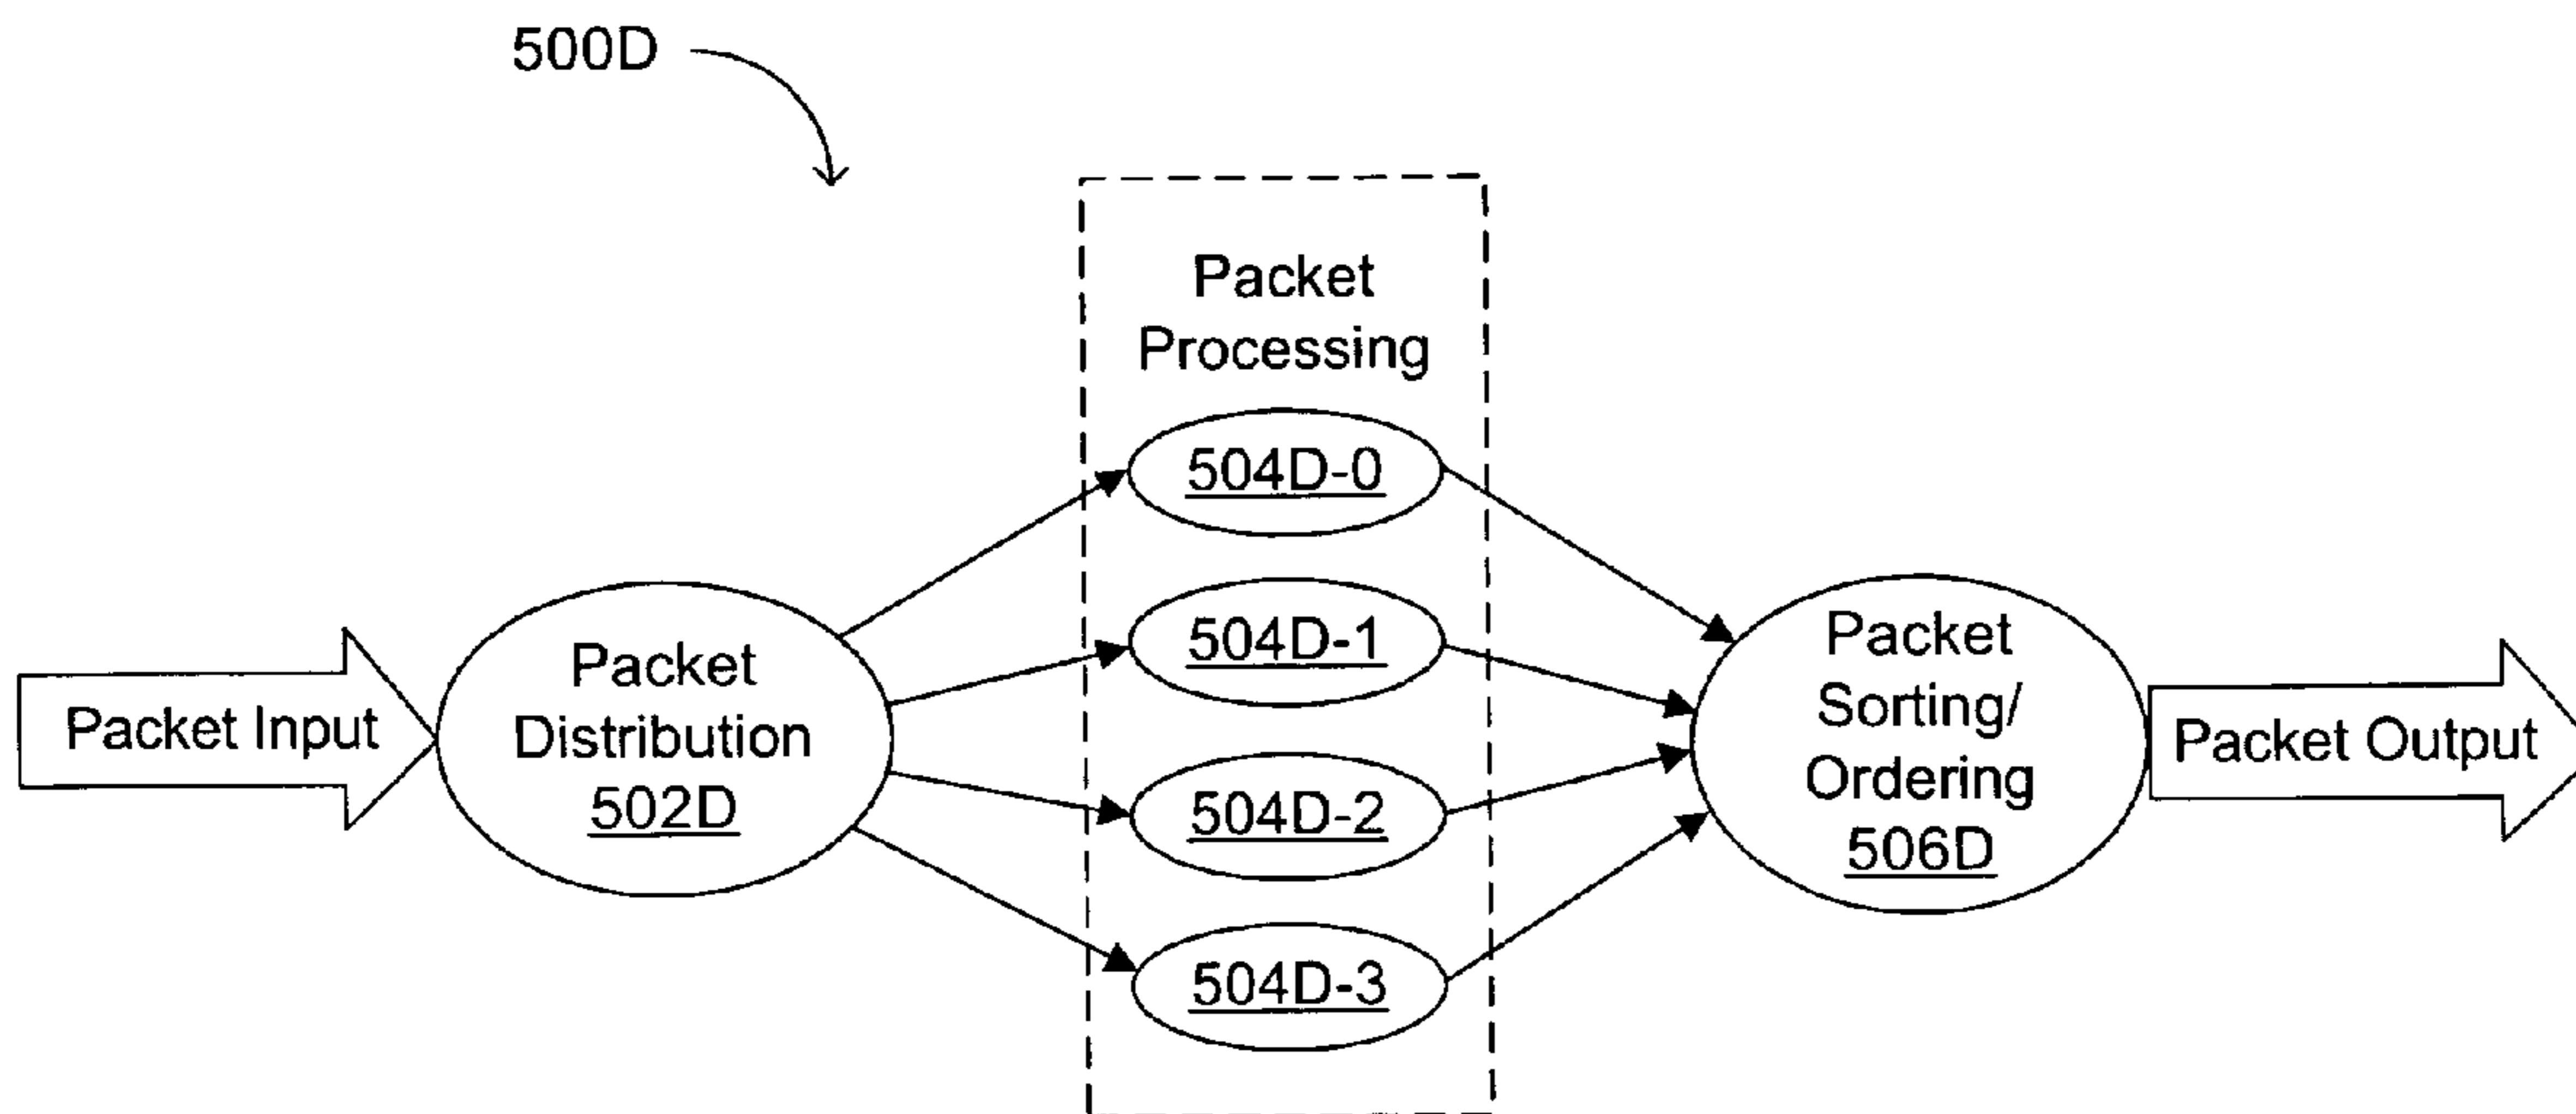 500D
Packet
Processing
504D-0
504D-1
504D-2
504D-3
Packet Input
Packet
Distribution
502D
Packet
Sorting/
Ordering
506D
Packet Output